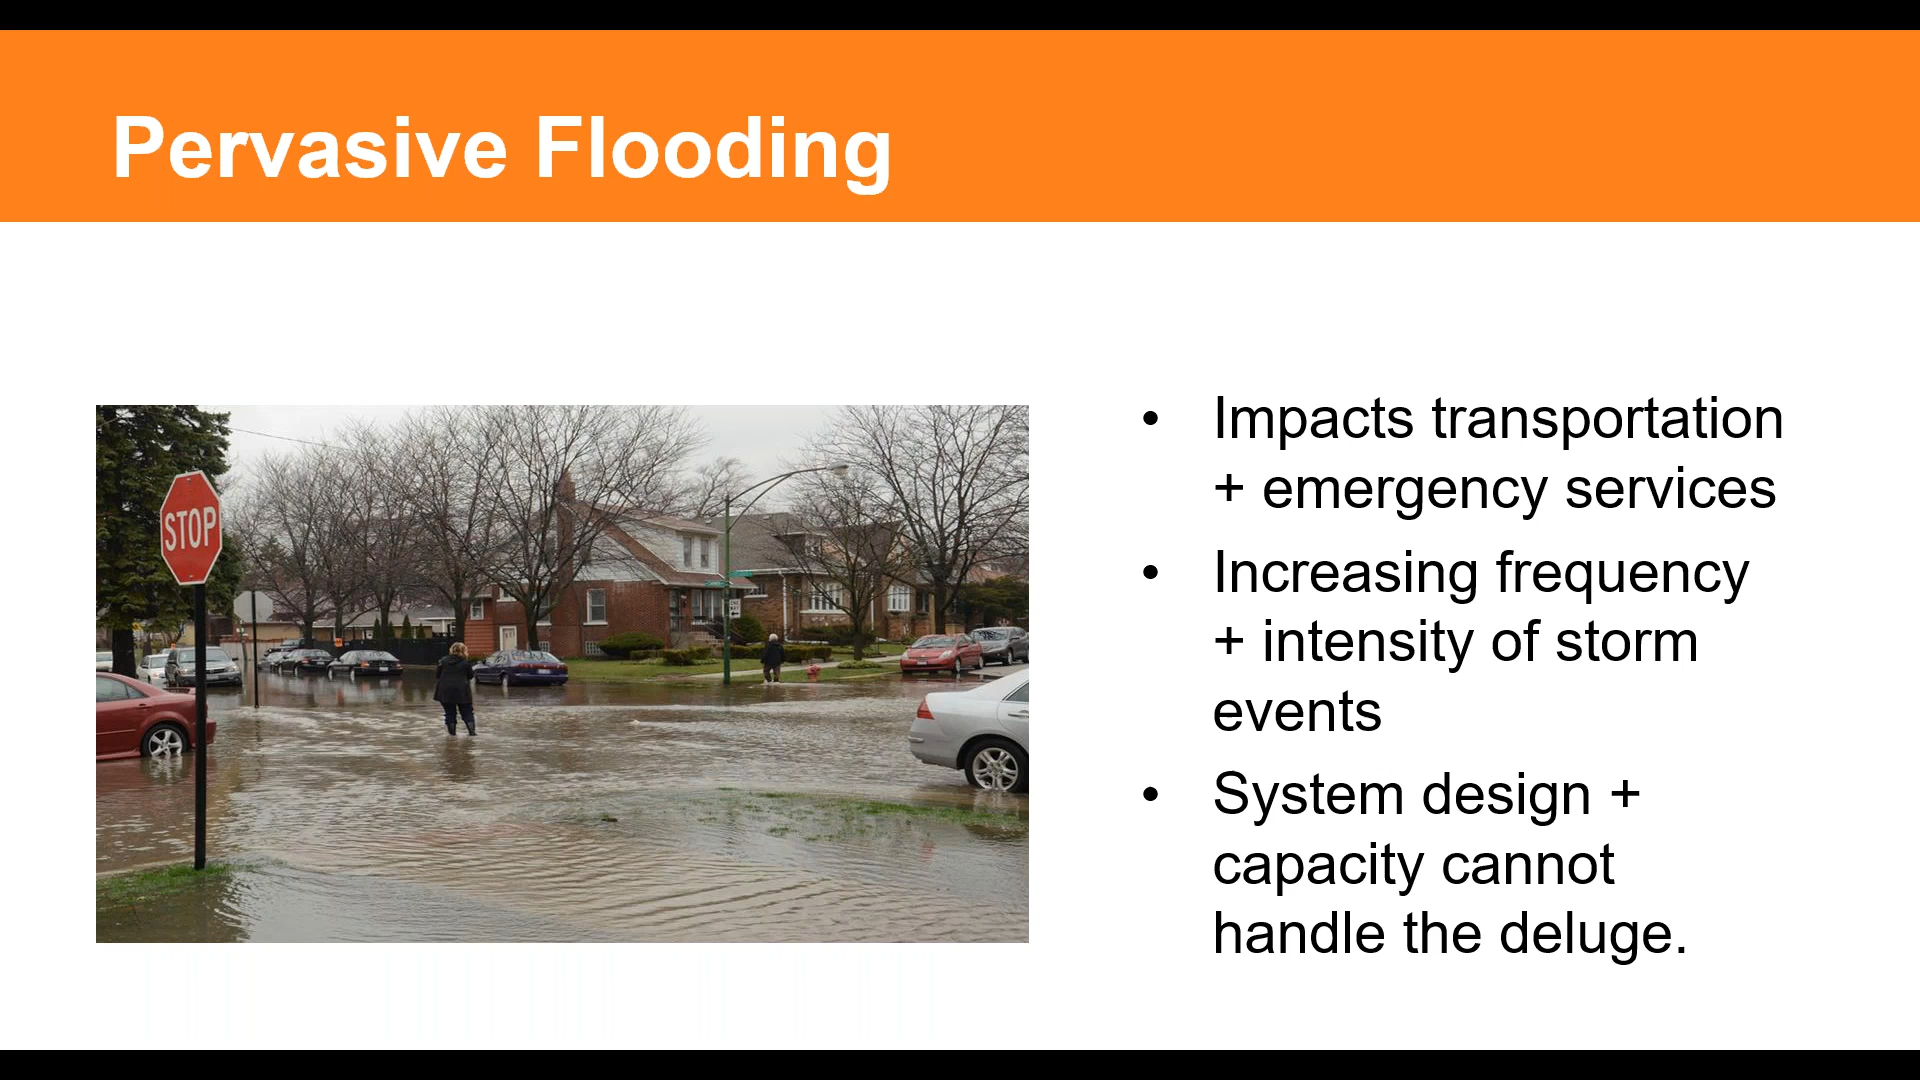 Pervasive Flooding
STOP
• Impacts transportation
+ emergency services
• Increasing frequency
+ intensity of storm
events
• System design +
capacity cannot
handle the deluge.